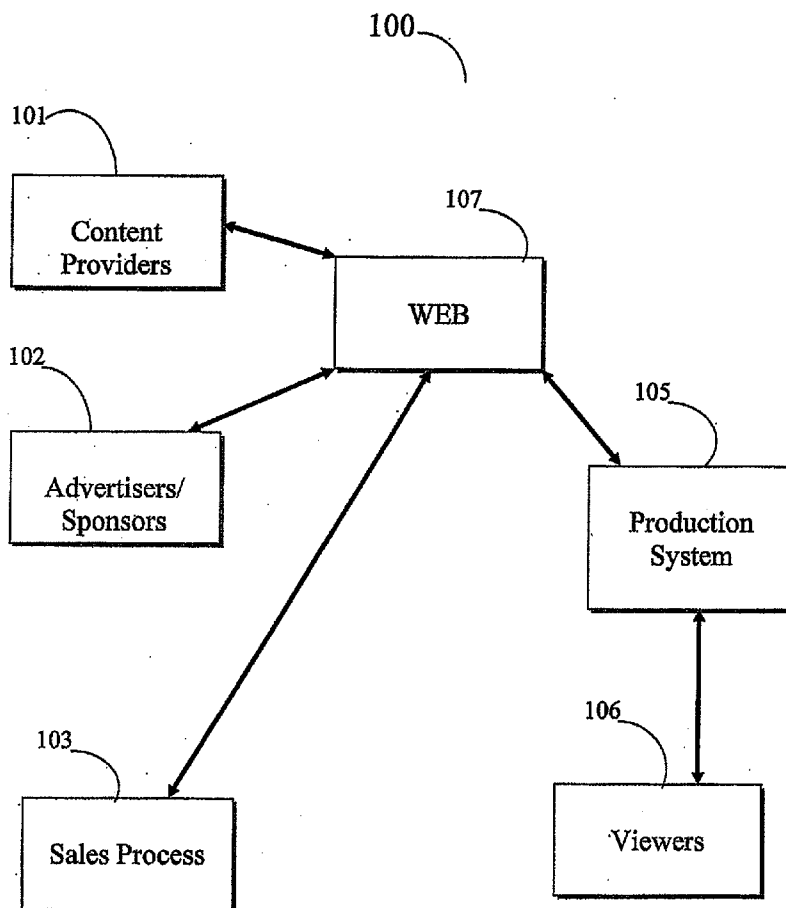 100
101
Content
Providers
107
WEB
102
Advertisers/
Sponsors
105
Production
System
103
Sales Process
106
Viewers